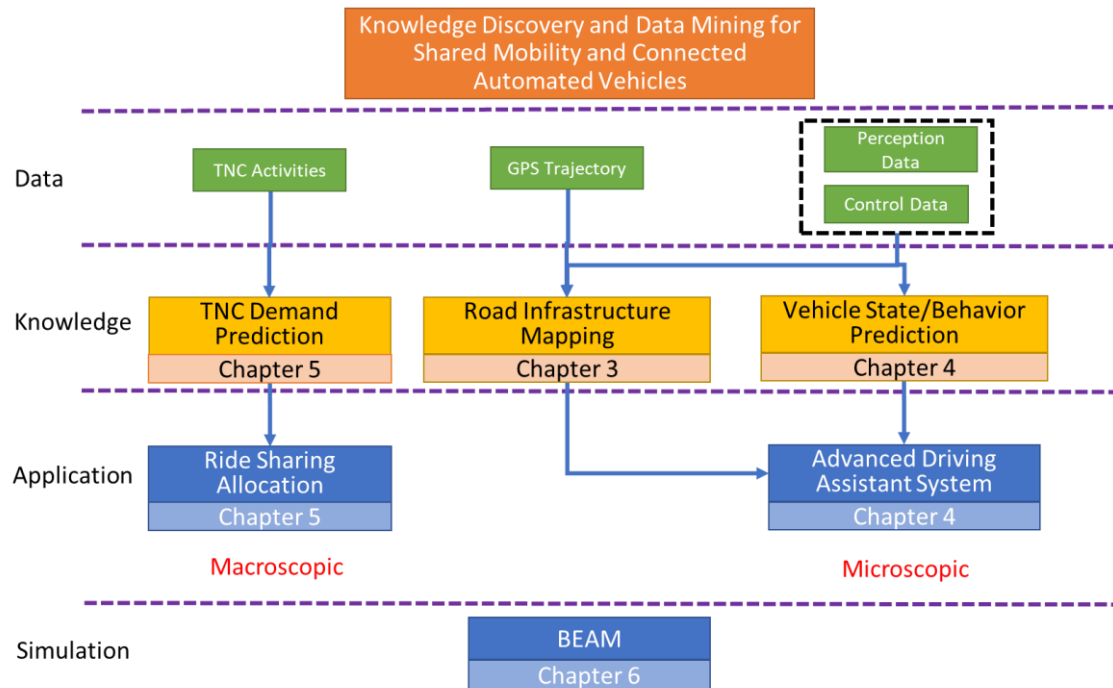 Knowledge Discovery and Data Mining for
Shared Mobility and Connected
Automated Vehicles
Data
TNC Activities
GPS Trajectory
Perception
Data
Control Data
Knowledge
TNC Demand
Prediction
Chapter 5
Road Infrastructure
Mapping
Chapter 3
Vehicle State/Behavior
Prediction
Chapter 4
Application
Ride Sharing
Allocation
Chapter 5
Advanced Driving
Assistant System
Chapter 4
Macroscopic
Microscopic
Simulation
BEAM
Chapter 6